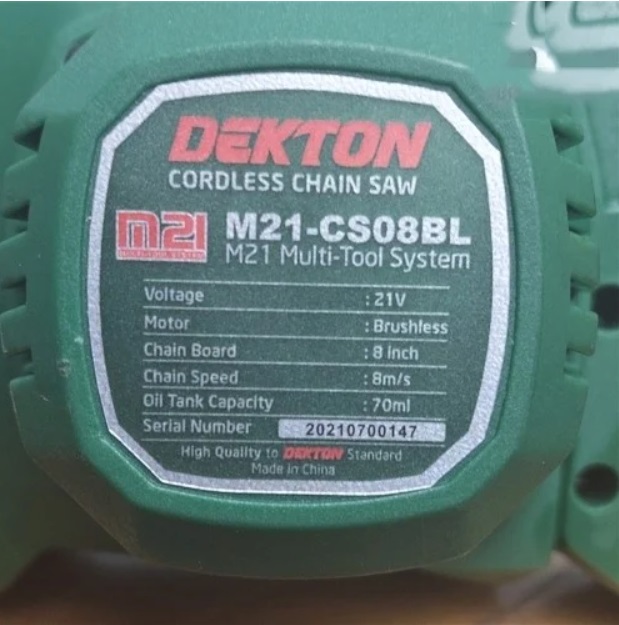 DEKTON
CORDLESS CHAIN SAW
m21 M21-CS08BL
M21 Multi-Tool System
Voltage : 21V
Motor : Brushless
Chain Board : 8 inch
Chain Speed : 8m/s
Oil Tank Capacity : 70ml
Serial Number 20210700147
High Quality to DEKTON Standard
Made in China